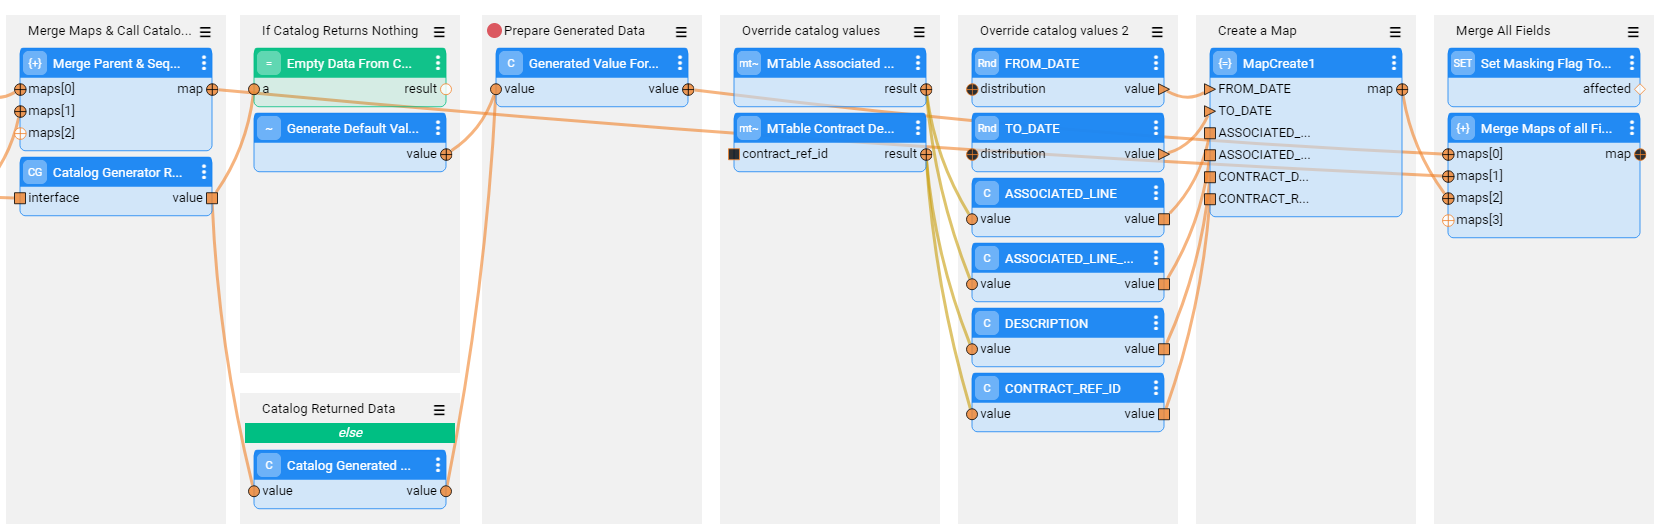 Merge Maps & Call Catalo...
{+} Merge Parent & Seq...
maps[0] map
maps[1]
maps[2]
CG Catalog Generator R...
interface value
If Catalog Returns Nothing
= Empty Data From C...
a result
~ Generate Default Val...
value
Catalog Returned Data
else
C Catalog Generated ...
value value
Prepare Generated Data
C Generated Value For...
value value
Override catalog values
mt~ MTable Associated ...
result
mt~ MTable Contract De...
contract_ref_id result
Override catalog values 2
Rnd FROM_DATE
distribution value
Rnd TO_DATE
distribution value
C ASSOCIATED_LINE
value value
C ASSOCIATED_LINE_...
value value
C DESCRIPTION
value value
C CONTRACT_REF_ID
value value
Create a Map
{=} MapCreate1
FROM_DATE map
TO_DATE
ASSOCIATED_...
ASSOCIATED_...
CONTRACT_D...
CONTRACT_R...
Merge All Fields
SET Set Masking Flag To...
affected
{+} Merge Maps of all Fi...
maps[0] map
maps[1]
maps[2]
maps[3]